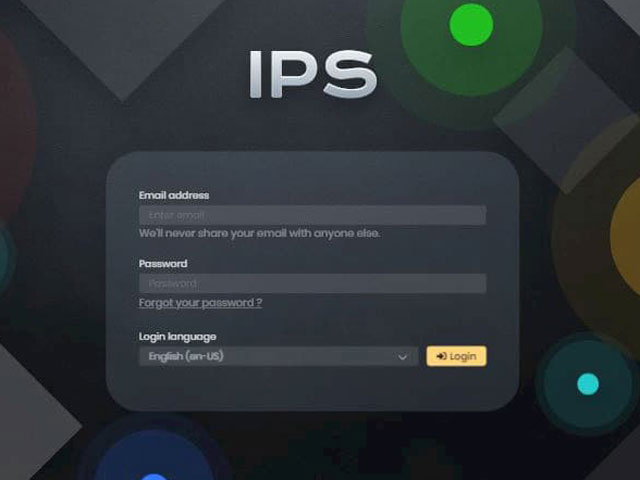 IPS
Email address
Enter email
We'll never share your email with anyone else.
Password
Password
Forgot your password ?
Login language
English (en-US)
Login